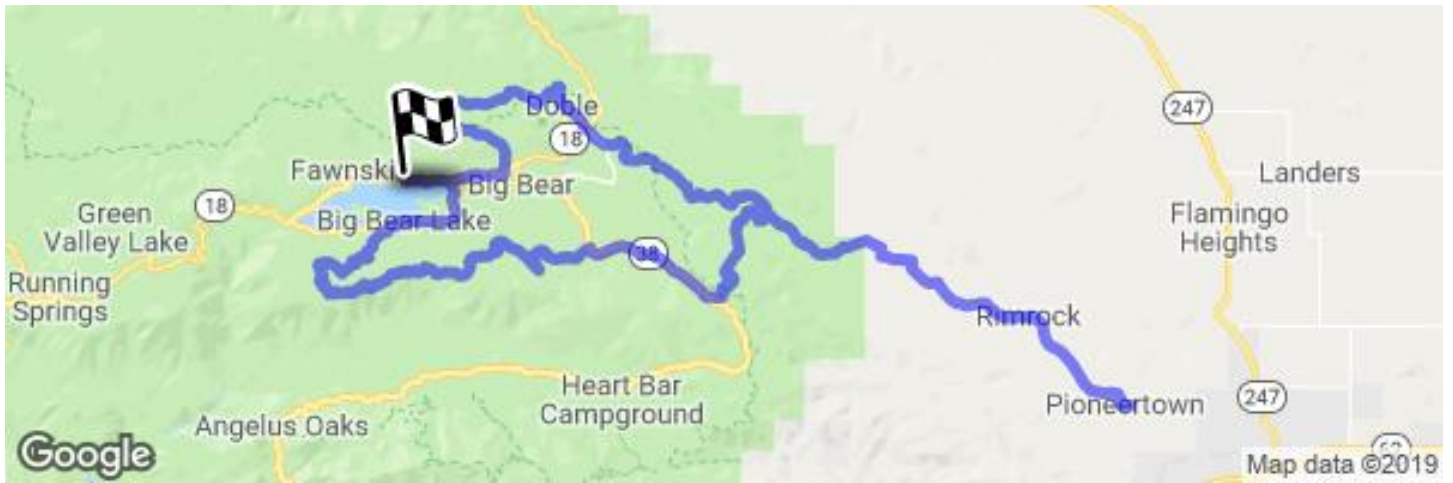 Doble
18
247
Fawnski
Big Bear
Landers
Green
Valley Lake
18
Big Bear Lake
Flamingo
Heights
38
Running
Springs
Rimrock
Heart Bar
Campground
Pioneertown
247
Angelus Oaks
62
Google
Map data ©2019